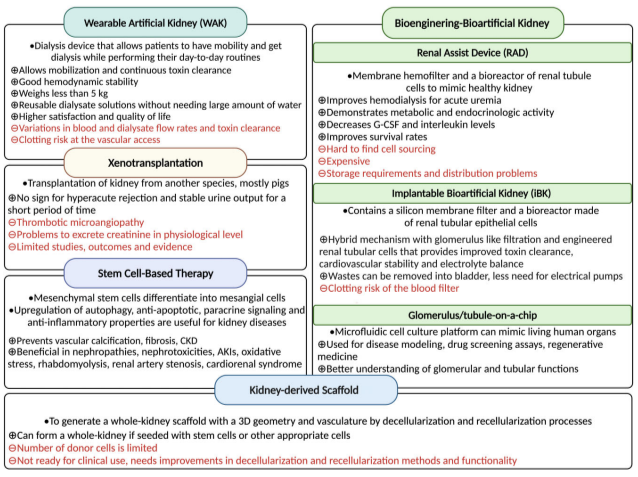 Wearable Artificial Kidney (WAK)
•Dialysis device that allows patients to have mobility and get
dialysis while performing their day-to-day routines
⊕Allows mobilization and continuous toxin clearance
⊕Good hemodynamic stability
⊕Weighs less than 5 kg
⊕Reusable dialysate solutions without needing large amount of water
⊕Higher satisfaction and quality of life
⊖Variations in blood and dialysate flow rates and toxin clearance
⊖Clotting risk at the vascular access
Xenotransplantation
•Transplantation of kidney from another species, mostly pigs
⊕No sign for hyperacute rejection and stable urine output for a
short period of time
⊖Thrombotic microangiopathy
⊖Problems to excrete creatinine in physiological level
⊖Limited studies, outcomes and evidence
Stem Cell-Based Therapy
•Mesenchymal stem cells differentiate into mesangial cells
•Upregulation of autophagy, anti-apoptotic, paracrine signaling and
anti-inflammatory properties are useful for kidney diseases
⊕Prevents vascular calcification, fibrosis, CKD
⊕Beneficial in nephropathies, nephrotoxicities, AKIs, oxidative
stress, rhabdomyolysis, renal artery stenosis, cardiorenal syndrome
Bioenginering-Bioartificial Kidney
Renal Assist Device (RAD)
•Membrane hemofilter and a bioreactor of renal tubule
cells to mimic healthy kidney
⊕Improves hemodialysis for acute uremia
⊕Demonstrates metabolic and endocrinologic activity
⊕Decreases G-CSF and interleukin levels
⊕Improves survival rates
⊖Hard to find cell sourcing
⊖Expensive
⊖Storage requirements and distribution problems
Implantable Bioartificial Kidney (iBK)
•Contains a silicon membrane filter and a bioreactor made
of renal tubular epithelial cells
⊕Hybrid mechanism with glomerulus like filtration and engineered
renal tubular cells that provides improved toxin clearance,
cardiovascular stability and electrolyte balance
⊕Wastes can be removed into bladder, less need for electrical pumps
⊖Clotting risk of the blood filter
Glomerulus/tubule-on-a-chip
•Microfluidic cell culture platform can mimic living human organs
⊕Used for disease modeling, drug screening assays, regenerative
medicine
⊕Better understanding of glomerular and tubular functions
Kidney-derived Scaffold
•To generate a whole-kidney scaffold with a 3D geometry and vasculature by decellularization and recellularization processes
⊕Can form a whole-kidney if seeded with stem cells or other appropriate cells
⊖Number of donor cells is limited
⊖Not ready for clinical use, needs improvements in decellularization and recellularization methods and functionality